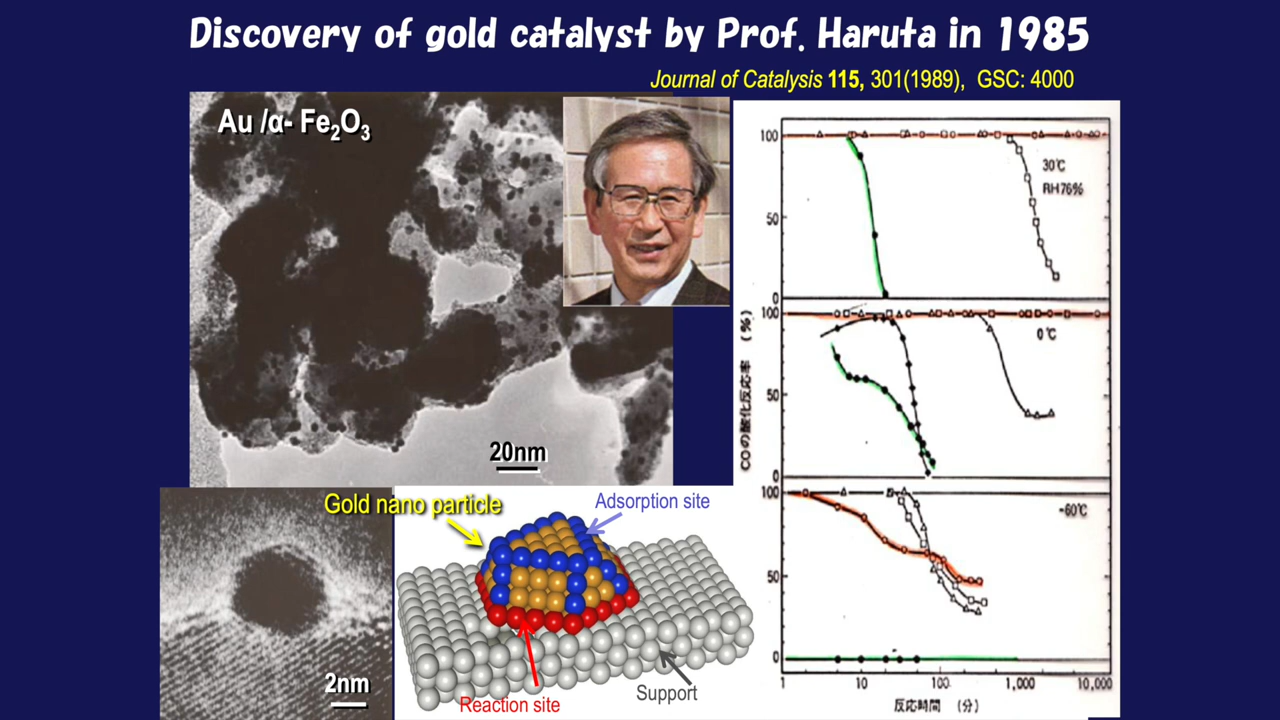 Discovery of gold catalyst by Prof. Haruta in 1985
Journal of Catalysis 115, 301(1989), GSC: 4000
Au /α- Fe2O3
20nm
Gold nano particle
Adsorption site
2nm
Reaction site
Support
100
50
0
30℃
RH76%
100
50
0
0℃
COの酸化反応率 (%)
100
50
0
-60℃
1
10
100
1,000
10,000
反応時間 (分)